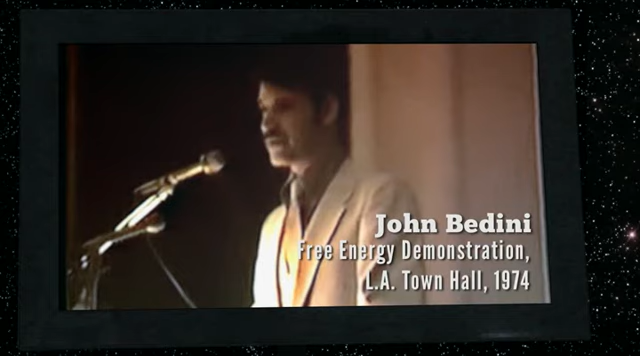 John Bedini
Free Energy Demonstration,
L.A. Town Hall, 1974